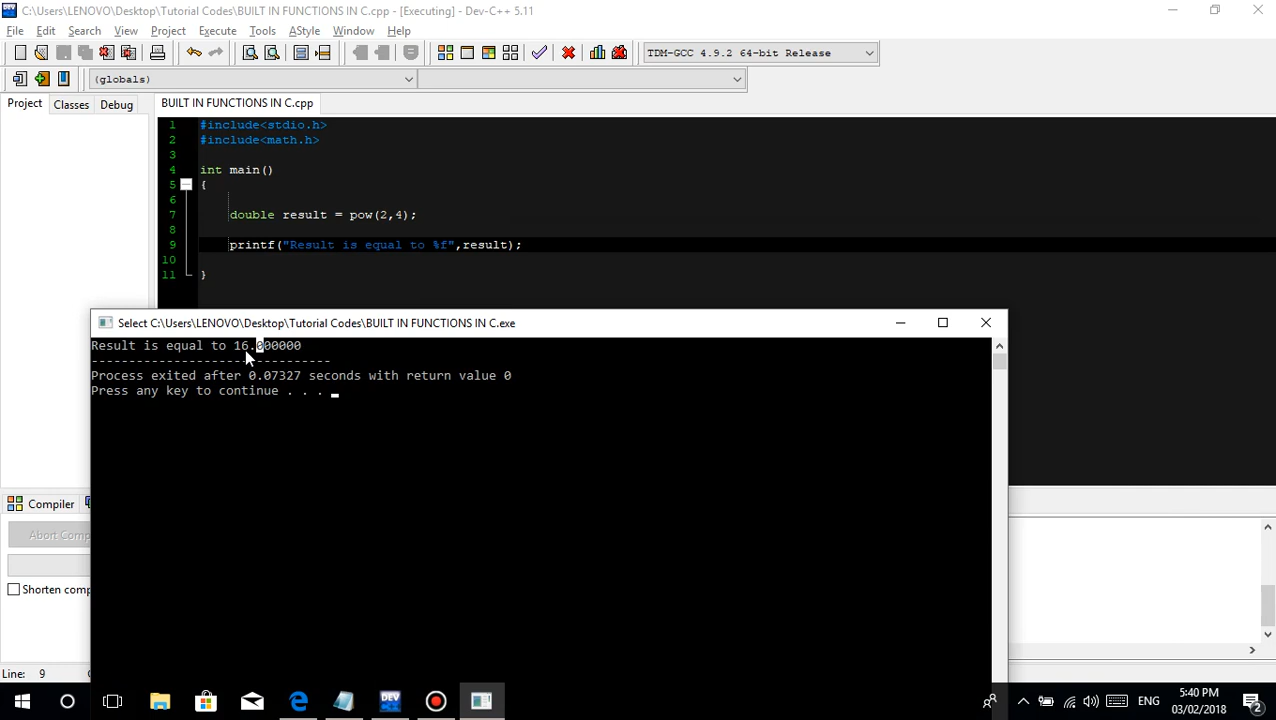 C:\Users\LENOVO\Desktop\Tutorial Codes\BUILT IN FUNCTIONS IN C.cpp - [Executing] - Dev-C++ 5.11
File Edit Search View Project Execute Tools AStyle Window Help
TDM-GCC 4.9.2 64-bit Release
(globals)
Project Classes Debug BUILT IN FUNCTIONS IN C.cpp
1 #include<stdio.h>
2 #include<math.h>
3
4 int main()
5 {
6
7 double result = pow(2,4);
8
9 printf("Result is equal to %f",result);
10
11 }
Select C:\Users\LENOVO\Desktop\Tutorial Codes\BUILT IN FUNCTIONS IN C.exe
Result is equal to 16.000000
--------------------------------
Process exited after 0.07327 seconds with return value 0
Press any key to continue . . .
Compiler
Abort Comp
Shorten comp
Line: 9
ENG
5:40 PM
03/02/2018
2